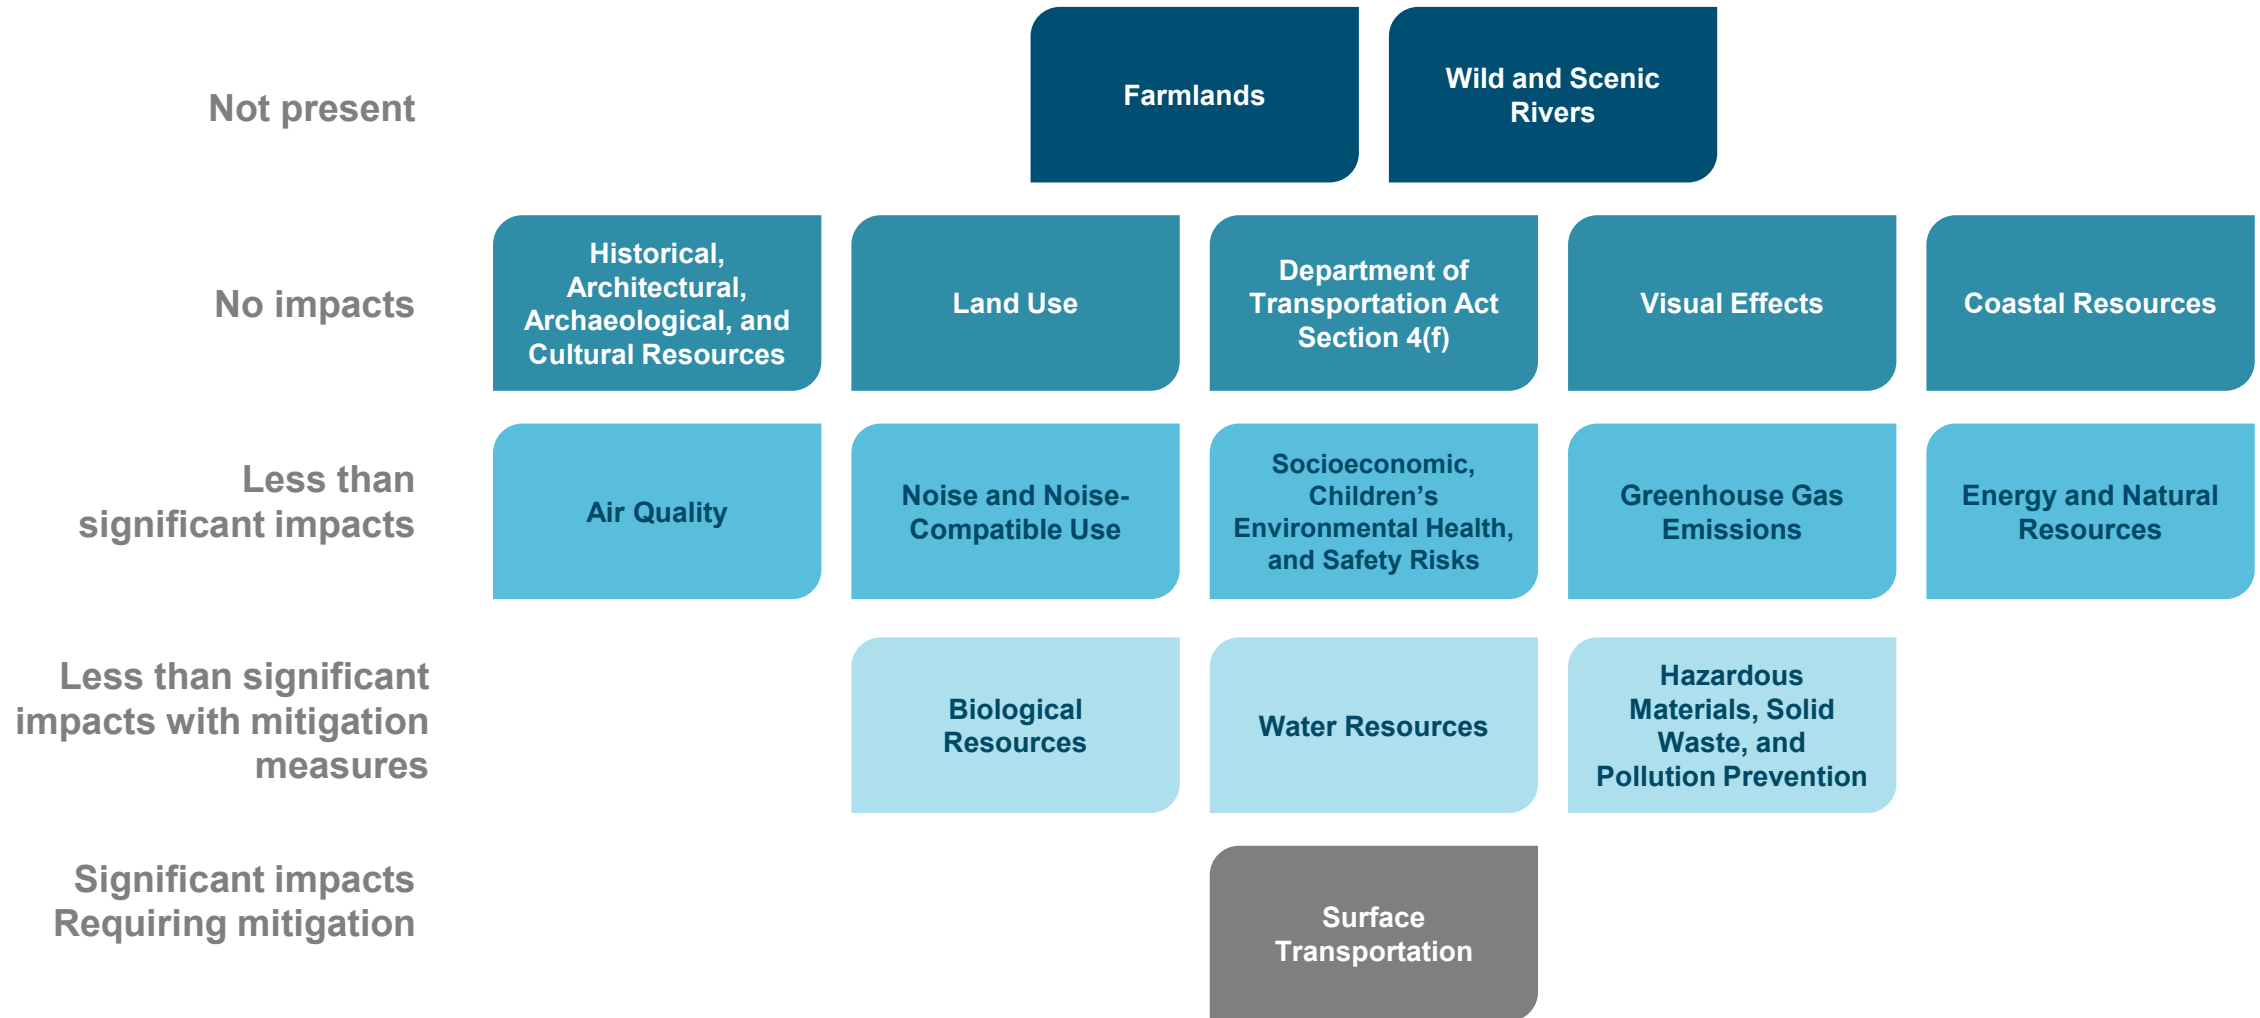 Not present
Farmlands
Wild and Scenic
Rivers
No impacts
Historical,
Architectural,
Archaeological, and
Cultural Resources
Land Use
Department of
Transportation Act
Section 4(f)
Visual Effects
Coastal Resources
Less than
significant impacts
Air Quality
Noise and Noise-
Compatible Use
Socioeconomic,
Children’s
Environmental Health,
and Safety Risks
Greenhouse Gas
Emissions
Energy and Natural
Resources
Less than significant
impacts with mitigation
measures
Biological
Resources
Water Resources
Hazardous
Materials, Solid
Waste, and
Pollution Prevention
Significant impacts
Requiring mitigation
Surface
Transportation